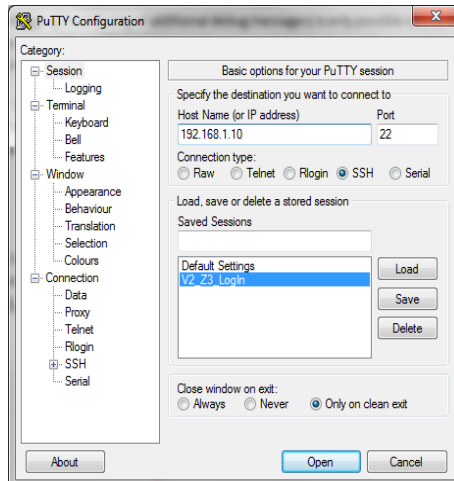 PuTTY Configuration
Category:
Session
Logging
Terminal
Keyboard
Bell
Features
Window
Appearance
Behaviour
Translation
Selection
Colours
Connection
Data
Proxy
Telnet
Rlogin
SSH
Serial
Basic options for your PuTTY session
Specify the destination you want to connect to
Host Name (or IP address) Port
192.168.1.10 22
Connection type:
Raw Telnet Rlogin SSH Serial
Load, save or delete a stored session
Saved Sessions
Default Settings
V2_Z3_LogIn
Load
Save
Delete
Close window on exit:
Always Never Only on clean exit
About Open Cancel